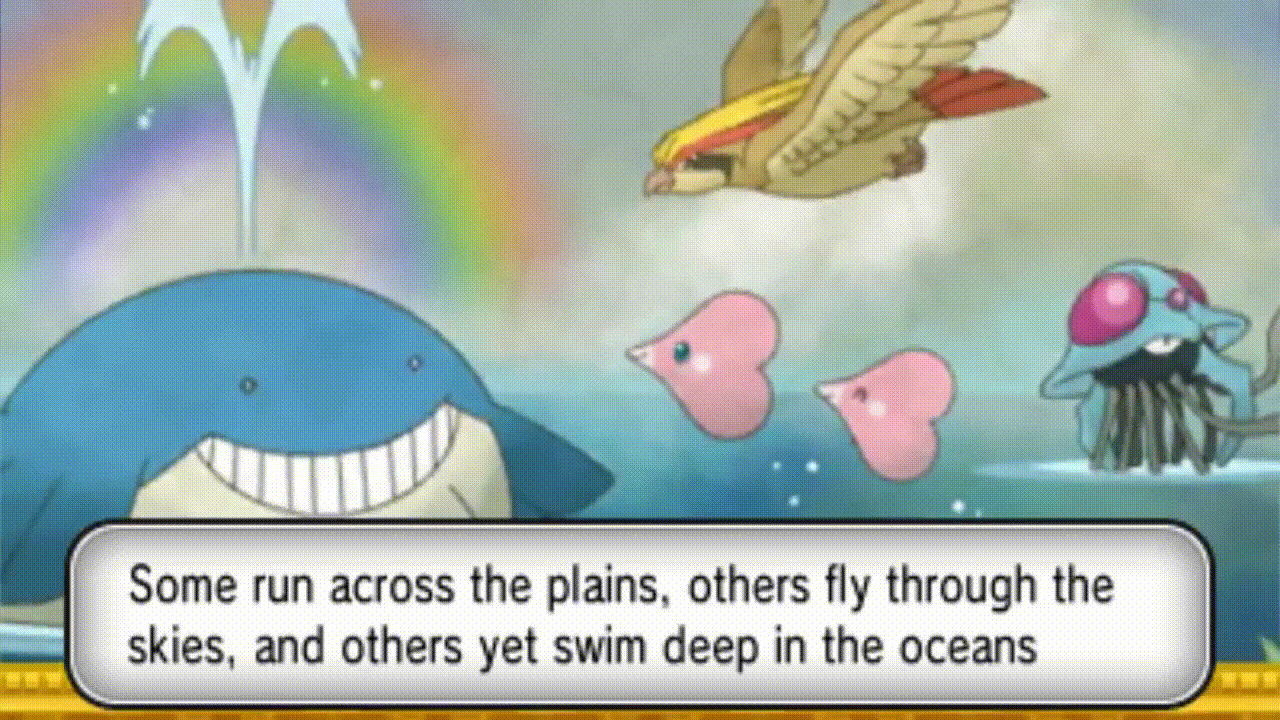 Some run across the plains, others fly through the
skies, and others yet swim deep in the oceans